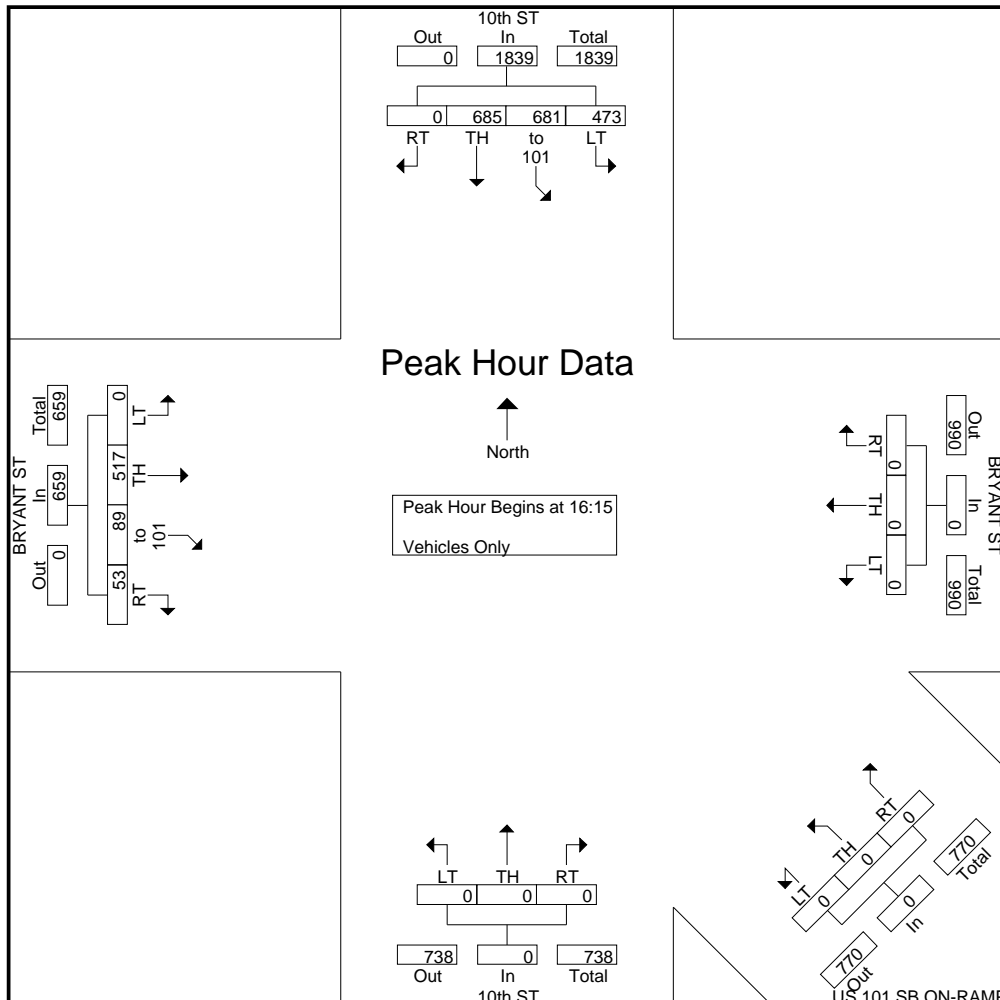 10th ST
Out In Total
0 1839 1839
0 685 681 473
RT TH to 101 LT
Peak Hour Data
North
Peak Hour Begins at 16:15
Vehicles Only
BRYANT ST
Out In Total
0 659 659
LT TH to 101 RT
0 517 89 53
BRYANT ST
Out In Total
990 0 990
RT TH LT
0 0 0
LT TH RT
0 0 0
738 0 738
Out In Total
10th ST
LT TH RT
0 0 0
770 0 770
Out In Total
US 101 SB ON-RAMP